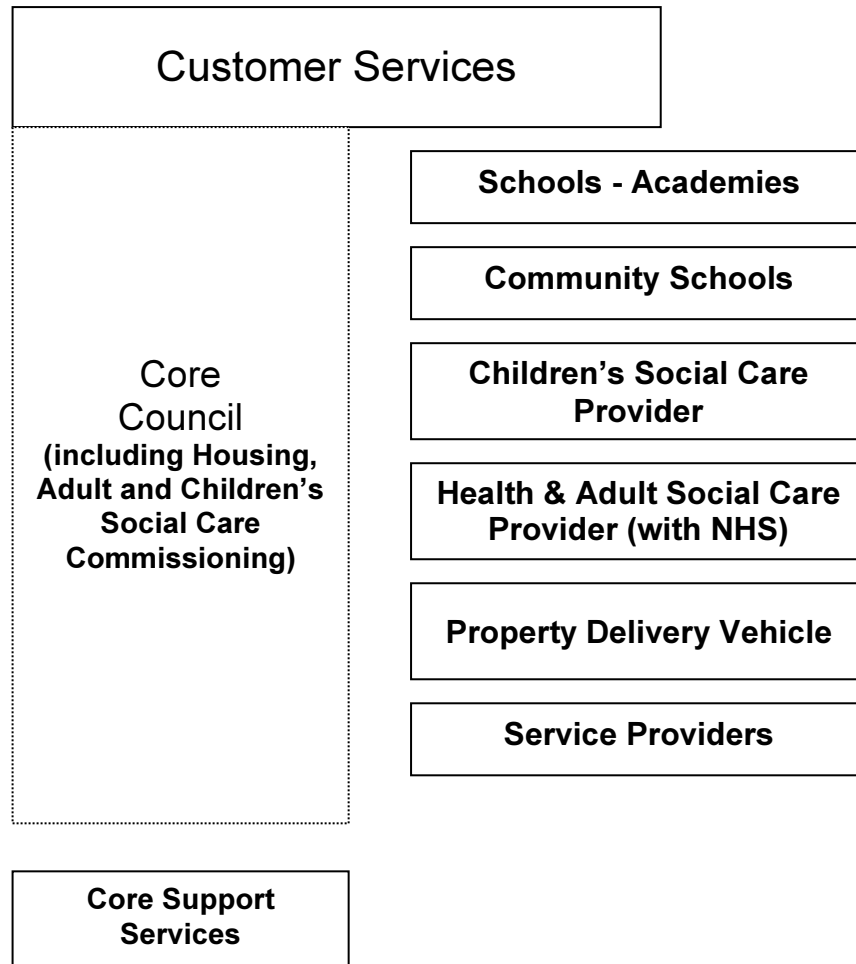 Customer Services
Core
Council
(including Housing,
Adult and Children’s
Social Care
Commissioning)
Schools - Academies
Community Schools
Children’s Social Care
Provider
Health & Adult Social Care
Provider (with NHS)
Property Delivery Vehicle
Service Providers
Core Support
Services